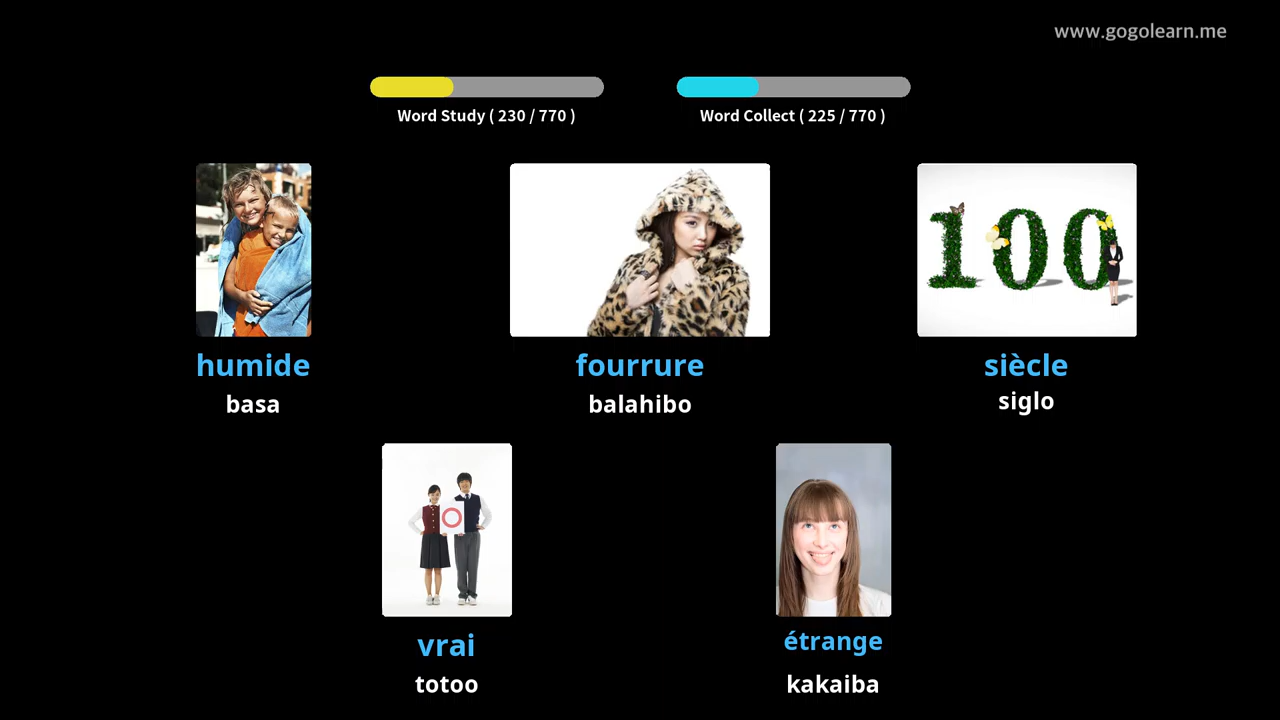 www.gogolearn.me
Word Study ( 230 / 770 )
Word Collect ( 225 / 770 )
humide
basa
fourrure
balahibo
siècle
siglo
vrai
totoo
étrange
kakaiba